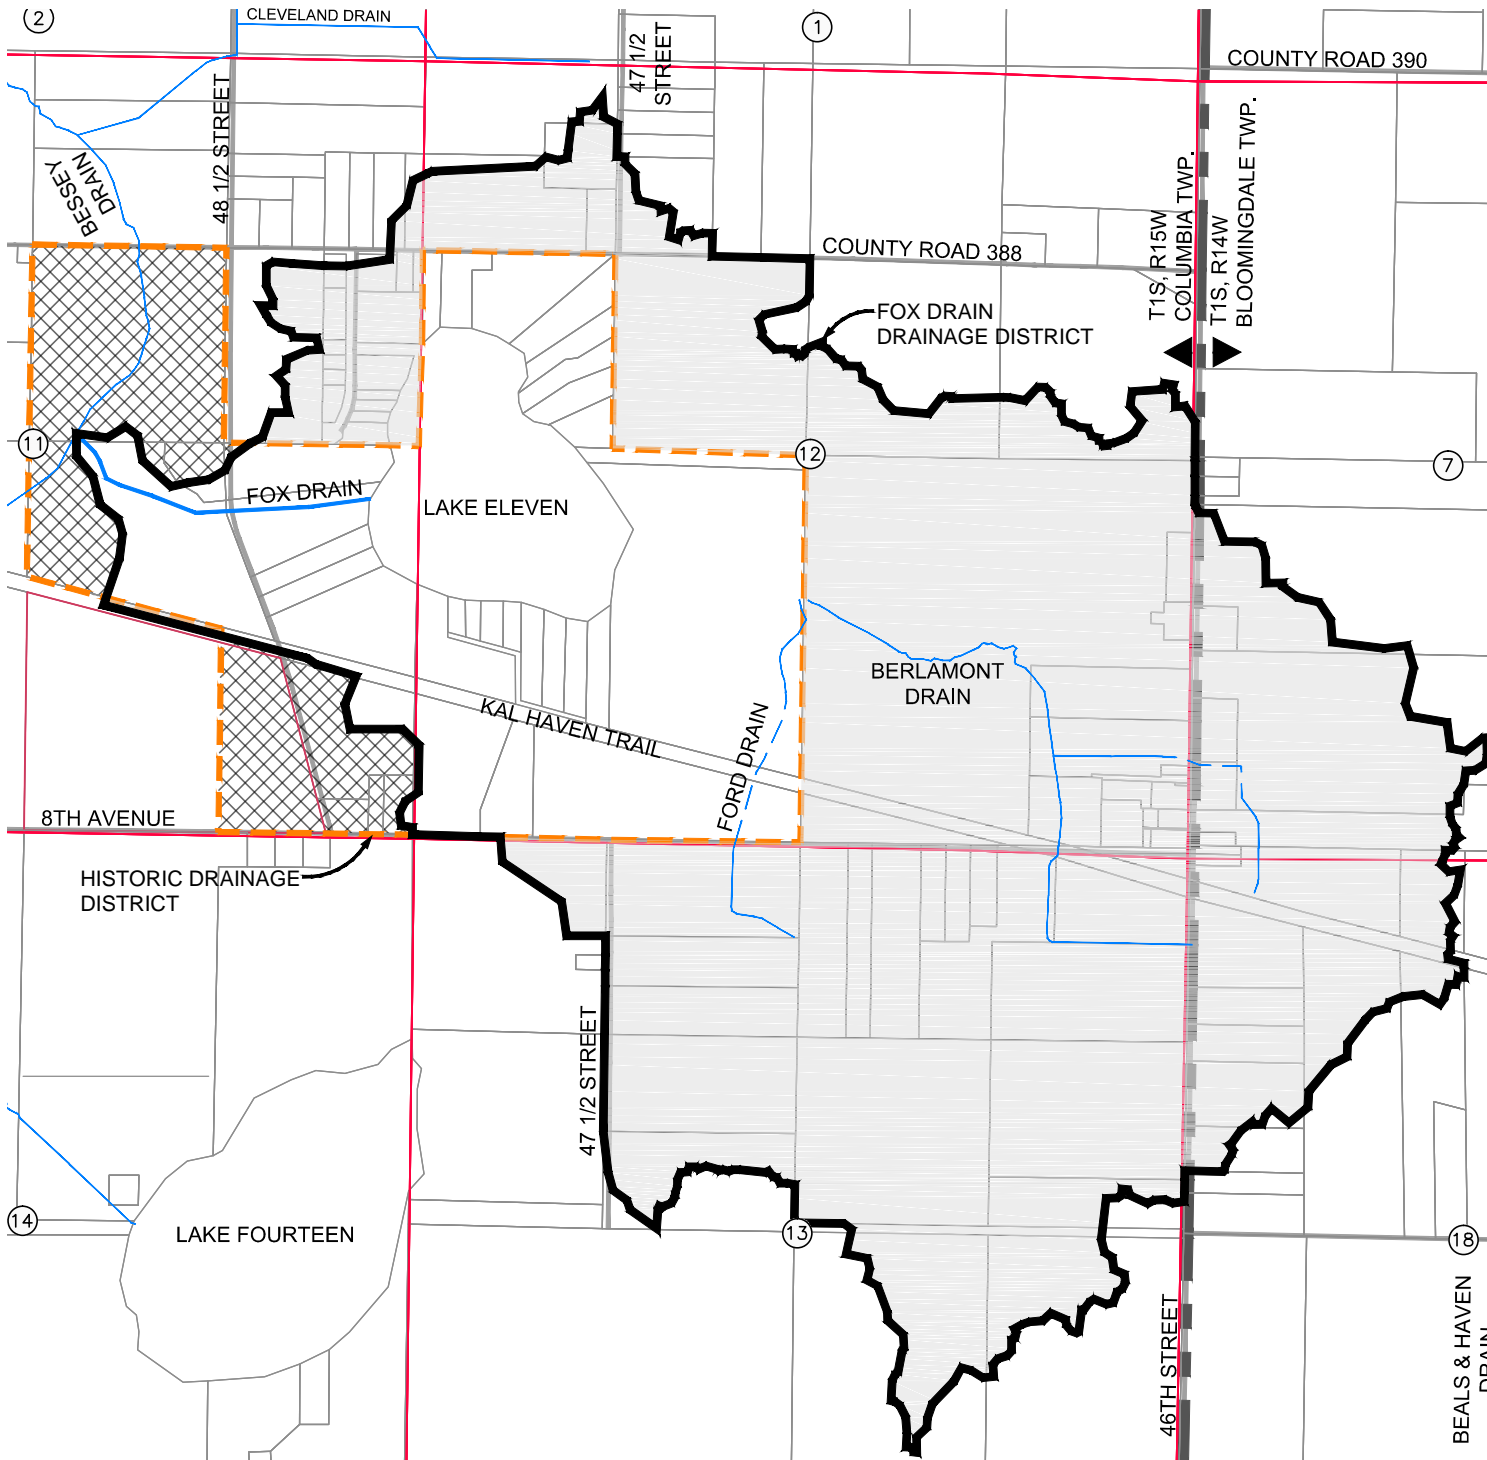 2
CLEVELAND DRAIN
1
47 1/2
STREET
COUNTY ROAD 390
48 1/2 STREET
BESSEY
DRAIN
T1S, R15W
COLUMBIA TWP.
T1S, R14W
BLOOMINGDALE TWP.
COUNTY ROAD 388
FOX DRAIN
DRAINAGE DISTRICT
11
12
7
FOX DRAIN
LAKE ELEVEN
BERLAMONT
DRAIN
KAL HAVEN TRAIL
FORD DRAIN
8TH AVENUE
HISTORIC DRAINAGE
DISTRICT
47 1/2 STREET
14
LAKE FOURTEEN
13
18
46TH STREET
BEALS & HAVEN
DRAIN